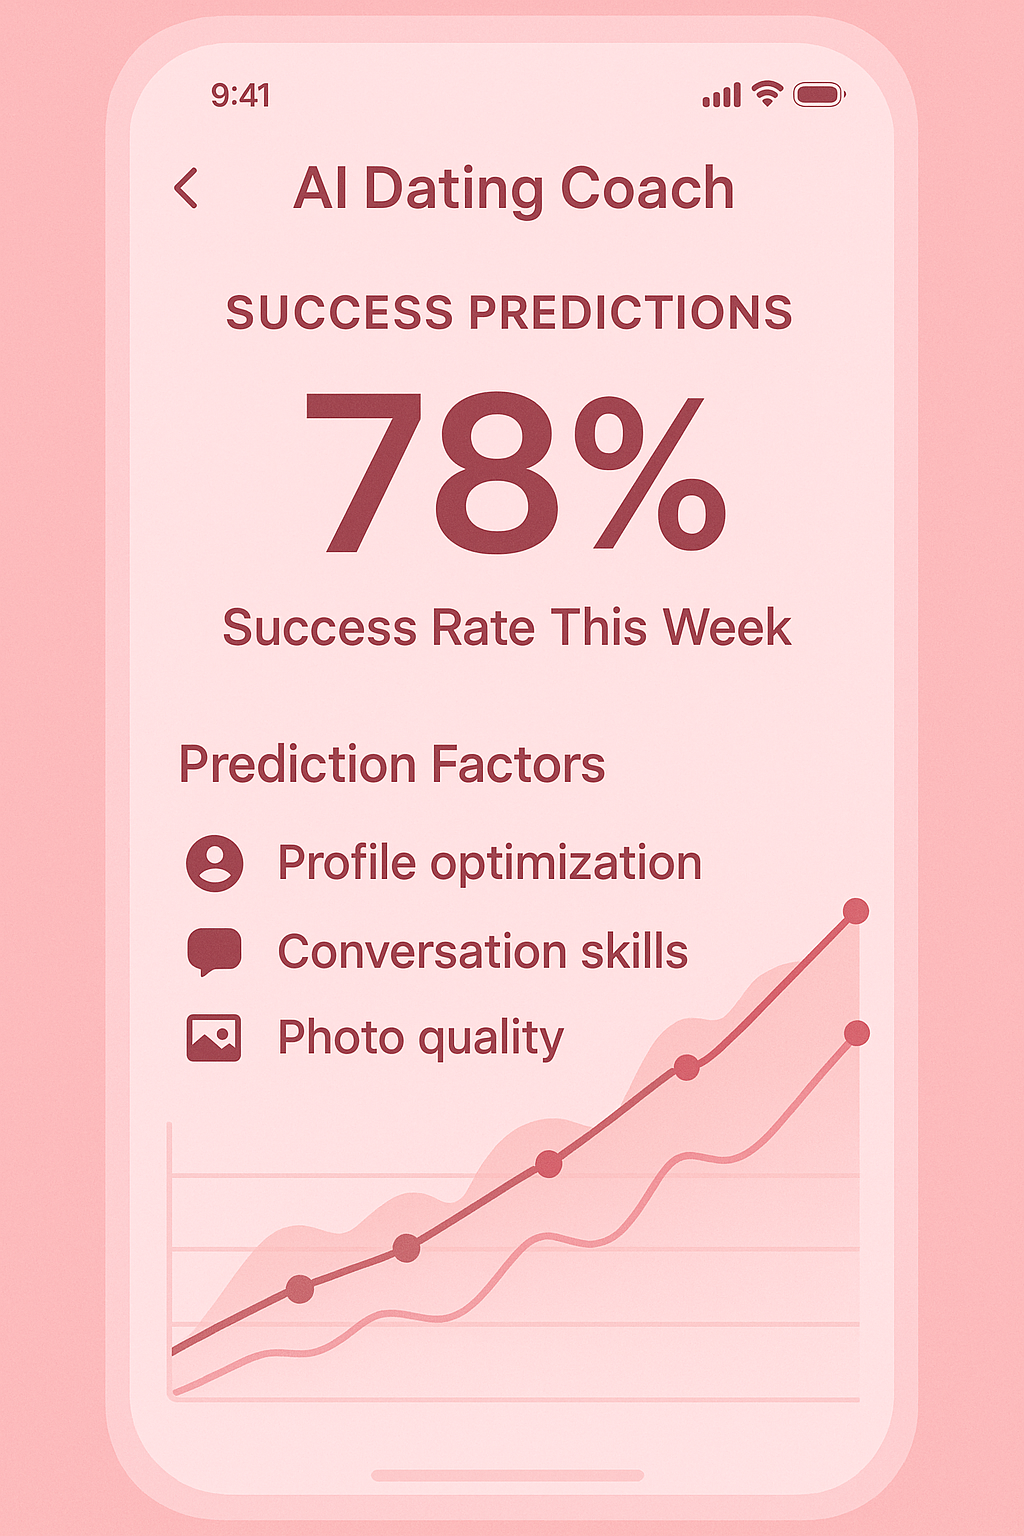 9:41
AI Dating Coach
SUCCESS PREDICTIONS
78%
Success Rate This Week
Prediction Factors
Profile optimization
Conversation skills
Photo quality